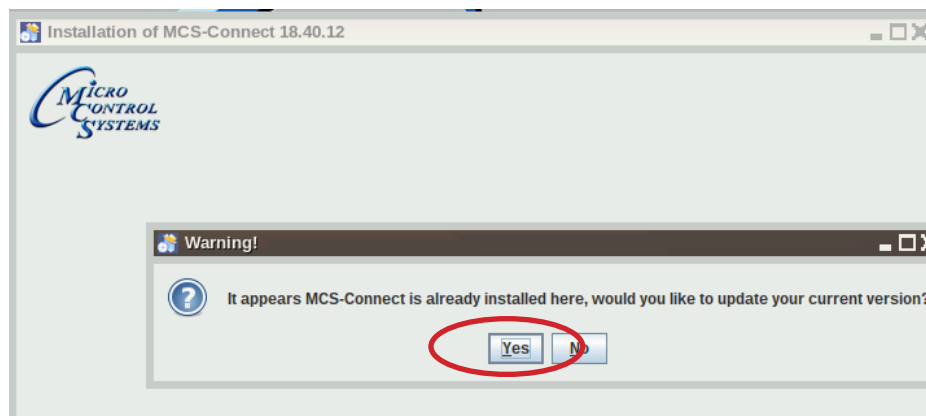 Installation of MCS-Connect 18.40.12
MICRO
CONTROL
SYSTEMS
Warning!
It appears MCS-Connect is already installed here, would you like to update your current version?
Yes No